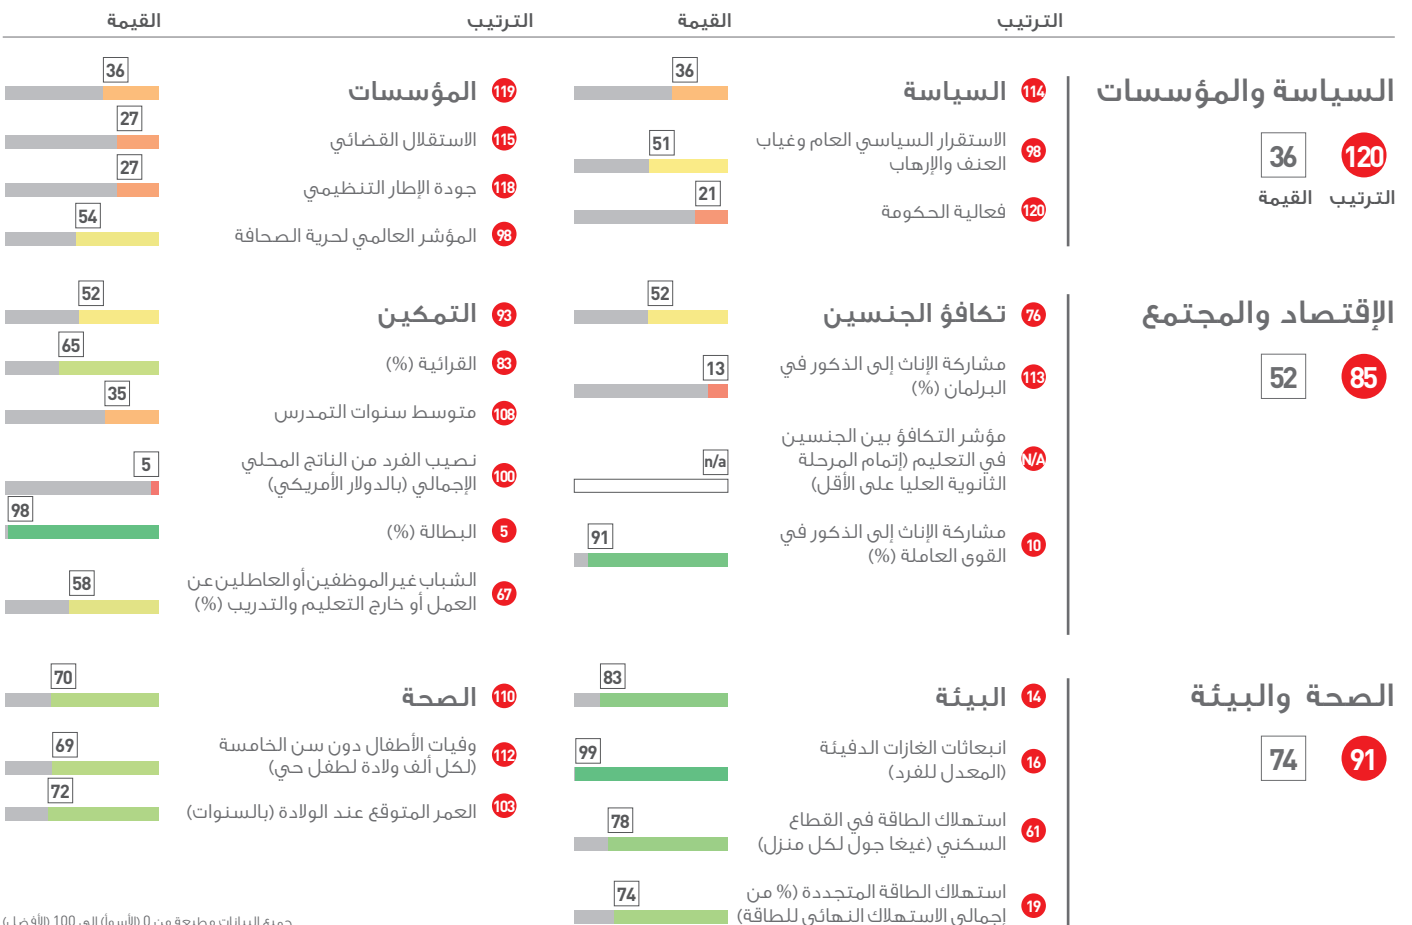 الترتيب القيمة الترتيب القيمة
السياسة والمؤسسات
120 36
الترتيب القيمة
114 السياسة 36
98 الاستقرار السياسي العام وغياب
العنف والإرهاب 51
120 فعالية الحكومة 21
119 المؤسسات 36
115 الاستقلال القضائي 27
118 جودة الإطار التنظيمي 27
98 المؤشر العالمي لحرية الصحافة 54
الإقتصاد والمجتمع
85 52
76 تكافؤ الجنسين 52
113 مشاركة الإناث إلى الذكور في
البرلمان (%) 13
N/A مؤشر التكافؤ بين الجنسين
في التعليم (إتمام المرحلة
الثانوية العليا على الأقل) n/a
10 مشاركة الإناث إلى الذكور في
القوى العاملة (%) 91
93 التمكين 52
83 القرائية (%) 65
108 متوسط سنوات التمدرس 35
100 نصيب الفرد من الناتج المحلي
الإجمالي (بالدولار الأمريكي) 5
5 البطالة (%) 98
67 الشباب غير الموظفين أو العاطلين عن
العمل أو خارج التعليم والتدريب (%) 58
الصحة والبيئة
91 74
14 البيئة 83
16 انبعاثات الغازات الدفيئة
(المعدل للفرد) 99
61 استهلاك الطاقة في القطاع
السكني (غيغا جول لكل منزل) 78
19 استهلاك الطاقة المتجددة (% من
إجمالي الاستهلاك النهائي للطاقة) 74
110 الصحة 70
112 وفيات الأطفال دون سن الخامسة
(لكل ألف ولادة لطفل حي) 69
103 العمر المتوقع عند الولادة (بالسنوات) 72
جميع البيانات مطبعة من 0 (الأسوأ) إلى 100 (الأفضل)